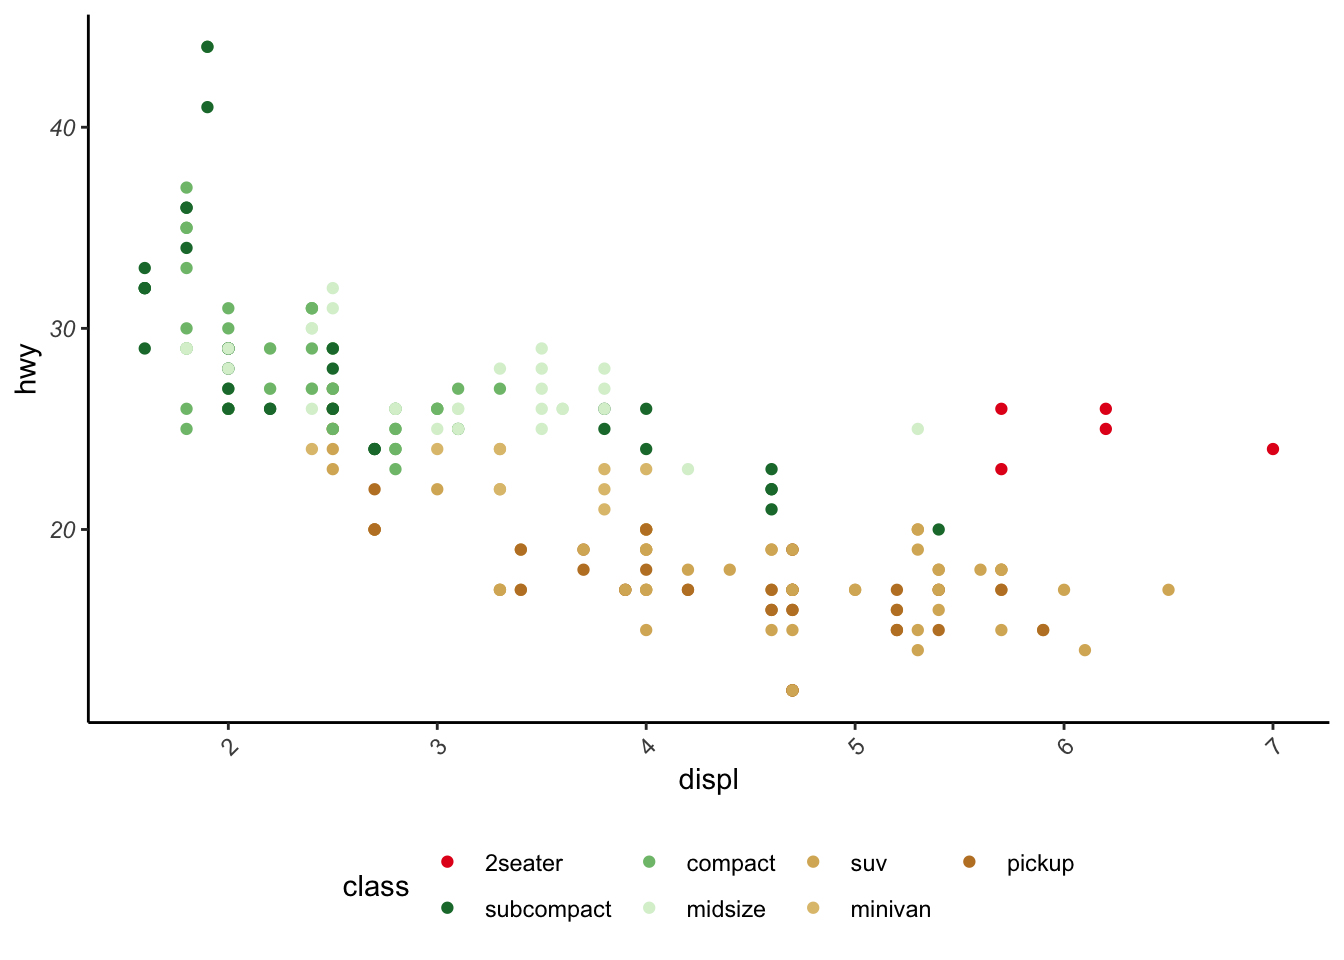 hwy
40
30
20
2 3 4 5 6 7
displ
class
2seater compact suv pickup
subcompact midsize minivan